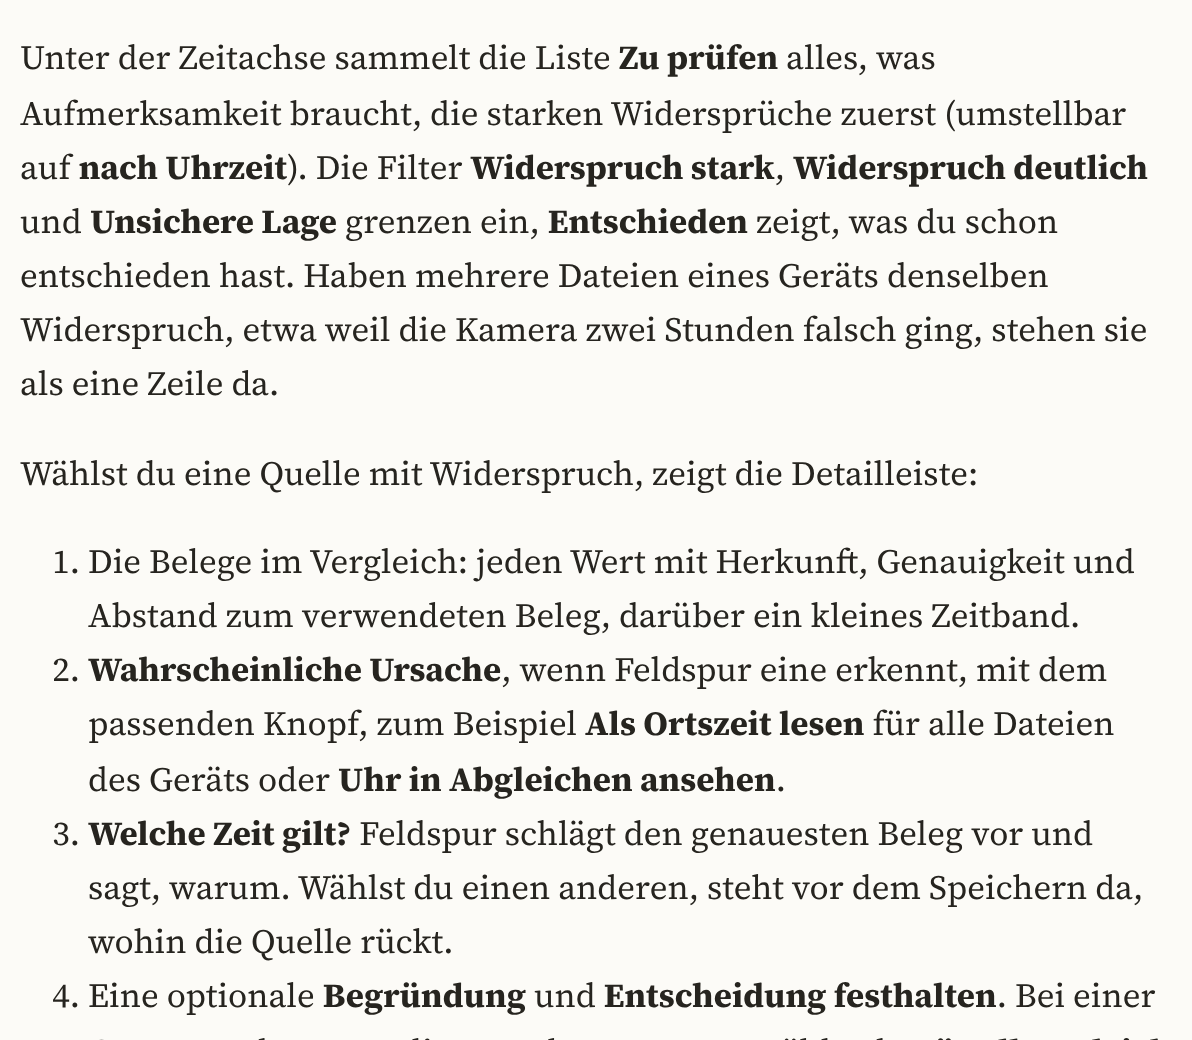 Unter der Zeitachse sammelt die Liste Zu prüfen alles, was
Aufmerksamkeit braucht, die starken Widersprüche zuerst (umstellbar
auf nach Uhrzeit). Die Filter Widerspruch stark, Widerspruch deutlich
und Unsichere Lage grenzen ein, Entschieden zeigt, was du schon
entschieden hast. Haben mehrere Dateien eines Geräts denselben
Widerspruch, etwa weil die Kamera zwei Stunden falsch ging, stehen sie
als eine Zeile da.
Wählst du eine Quelle mit Widerspruch, zeigt die Detailleiste:
1. Die Belege im Vergleich: jeden Wert mit Herkunft, Genauigkeit und
Abstand zum verwendeten Beleg, darüber ein kleines Zeitband.
2. Wahrscheinliche Ursache, wenn Feldspur eine erkennt, mit dem
passenden Knopf, zum Beispiel Als Ortszeit lesen für alle Dateien
des Geräts oder Uhr in Abgleichen ansehen.
3. Welche Zeit gilt? Feldspur schlägt den genauesten Beleg vor und
sagt, warum. Wählst du einen anderen, steht vor dem Speichern da,
wohin die Quelle rückt.
4. Eine optionale Begründung und Entscheidung festhalten. Bei einer